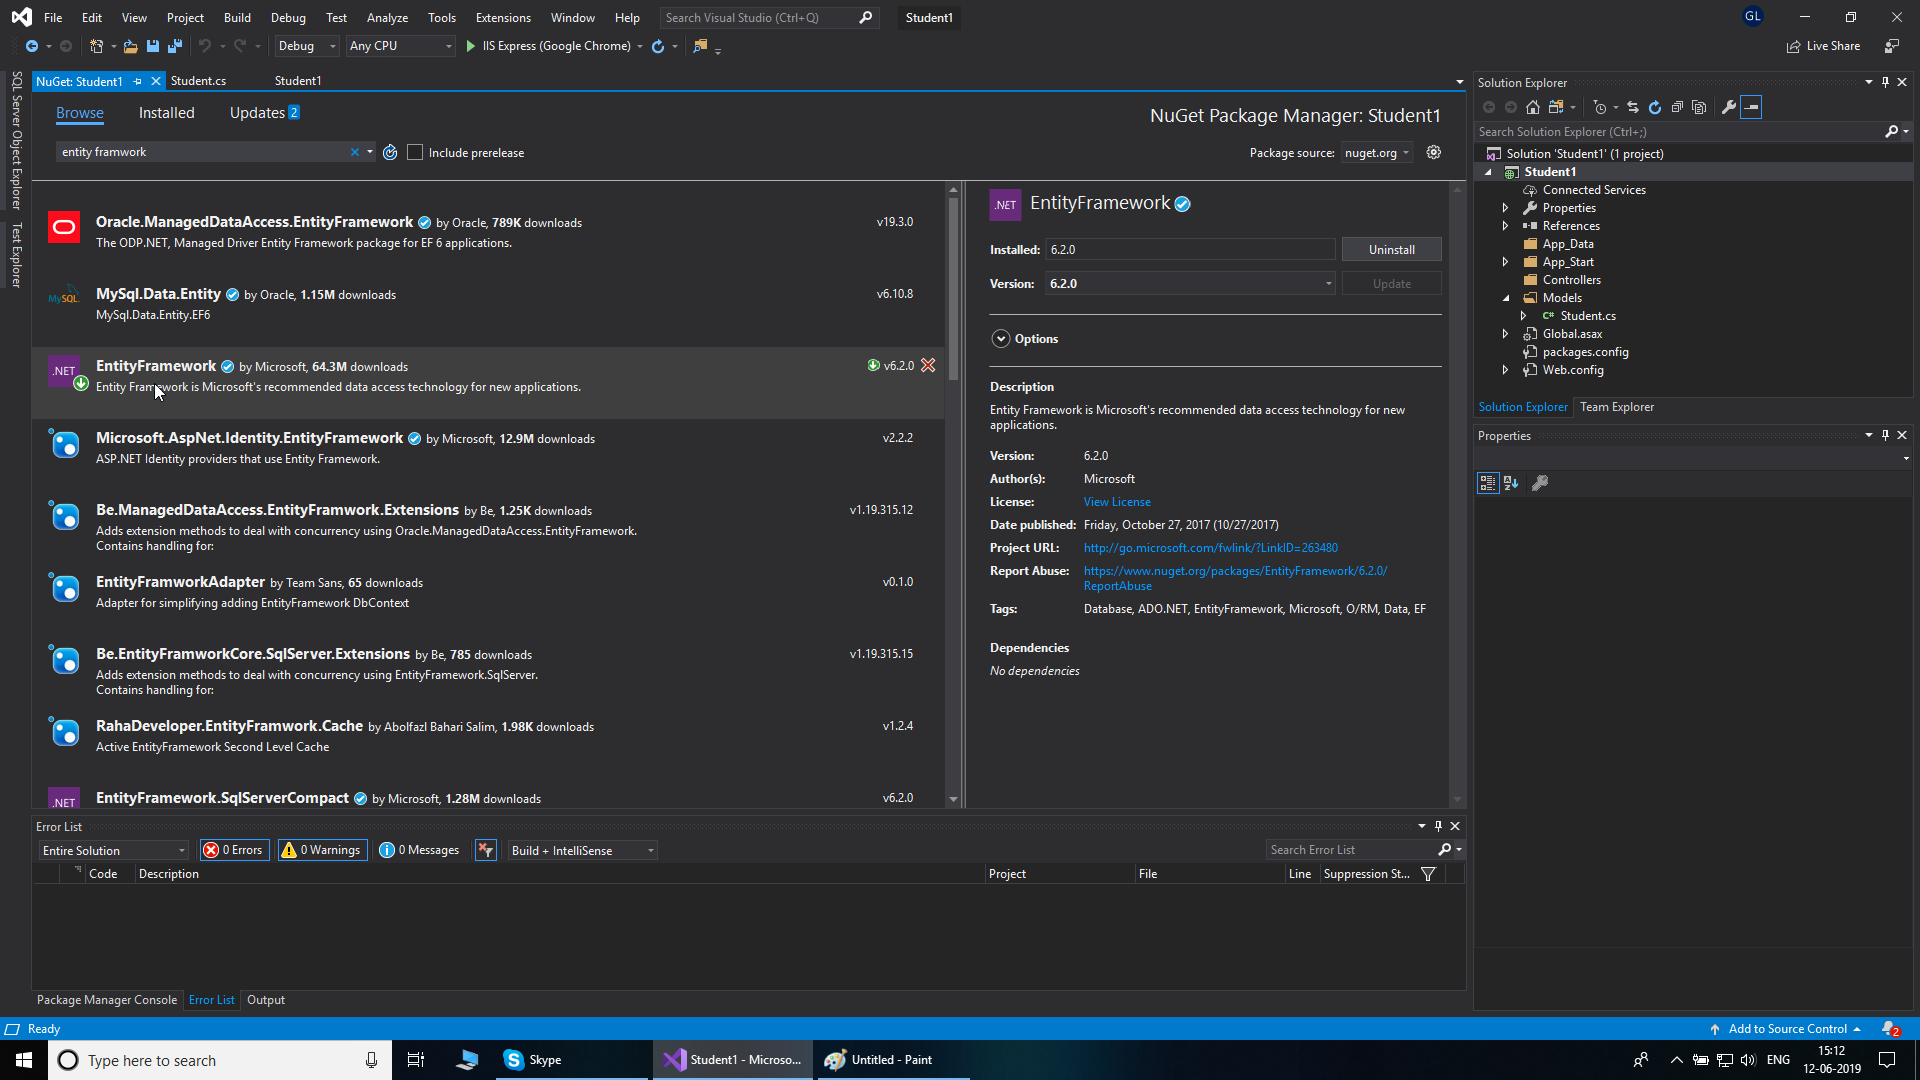 File Edit View Project Build Debug Test Analyze Tools Extensions Window Help Search Visual Studio (Ctrl+Q) Student1 GL
Debug Any CPU IIS Express (Google Chrome) Live Share
SQL Server Object Explorer
Test Explorer
NuGet: Student1 Student.cs Student1
Browse Installed Updates 2
NuGet Package Manager: Student1
entity framwork Include prerelease Package source: nuget.org
Oracle.ManagedDataAccess.EntityFramework by Oracle, 789K downloads v19.3.0
The ODP.NET, Managed Driver Entity Framework package for EF 6 applications.
MySQL MySql.Data.Entity by Oracle, 1.15M downloads v6.10.8
MySql.Data.Entity.EF6
.NET EntityFramework by Microsoft, 64.3M downloads v6.2.0
Entity Framework is Microsoft's recommended data access technology for new applications.
Microsoft.AspNet.Identity.EntityFramework by Microsoft, 12.9M downloads v2.2.2
ASP.NET Identity providers that use Entity Framework.
Be.ManagedDataAccess.EntityFramwork.Extensions by Be, 1.25K downloads v1.19.315.12
Adds extension methods to deal with concurrency using Oracle.ManagedDataAccess.EntityFramework.
Contains handling for:
EntityFramworkAdapter by Team Sans, 65 downloads v0.1.0
Adapter for simplifying adding EntityFramework DbContext
Be.EntityFramworkCore.SqlServer.Extensions by Be, 785 downloads v1.19.315.15
Adds extension methods to deal with concurrency using EntityFramework.SqlServer.
Contains handling for:
RahaDeveloper.EntityFramwork.Cache by Abolfazl Bahari Salim, 1.98K downloads v1.2.4
Active EntityFramework Second Level Cache
.NET EntityFramework.SqlServerCompact by Microsoft, 1.28M downloads v6.2.0
.NET EntityFramework
Installed: 6.2.0 Uninstall
Version: 6.2.0 Update
Options
Description
Entity Framework is Microsoft's recommended data access technology for new
applications.
Version: 6.2.0
Author(s): Microsoft
License: View License
Date published: Friday, October 27, 2017 (10/27/2017)
Project URL: http://go.microsoft.com/fwlink/?LinkID=263480
Report Abuse: https://www.nuget.org/packages/EntityFramework/6.2.0/
ReportAbuse
Tags: Database, ADO.NET, EntityFramework, Microsoft, O/RM, Data, EF
Dependencies
No dependencies
Solution Explorer
Search Solution Explorer (Ctrl+;)
Solution 'Student1' (1 project)
Student1
Connected Services
Properties
References
App_Data
App_Start
Controllers
Models
C# Student.cs
Global.asax
packages.config
Web.config
Solution Explorer Team Explorer
Properties
Error List
Entire Solution 0 Errors 0 Warnings 0 Messages Build + IntelliSense Search Error List
Code Description Project File Line Suppression St...
Package Manager Console Error List Output
Ready Add to Source Control 2
Type here to search Skype Student1 - Microso... Untitled - Paint ENG 15:12
12-06-2019